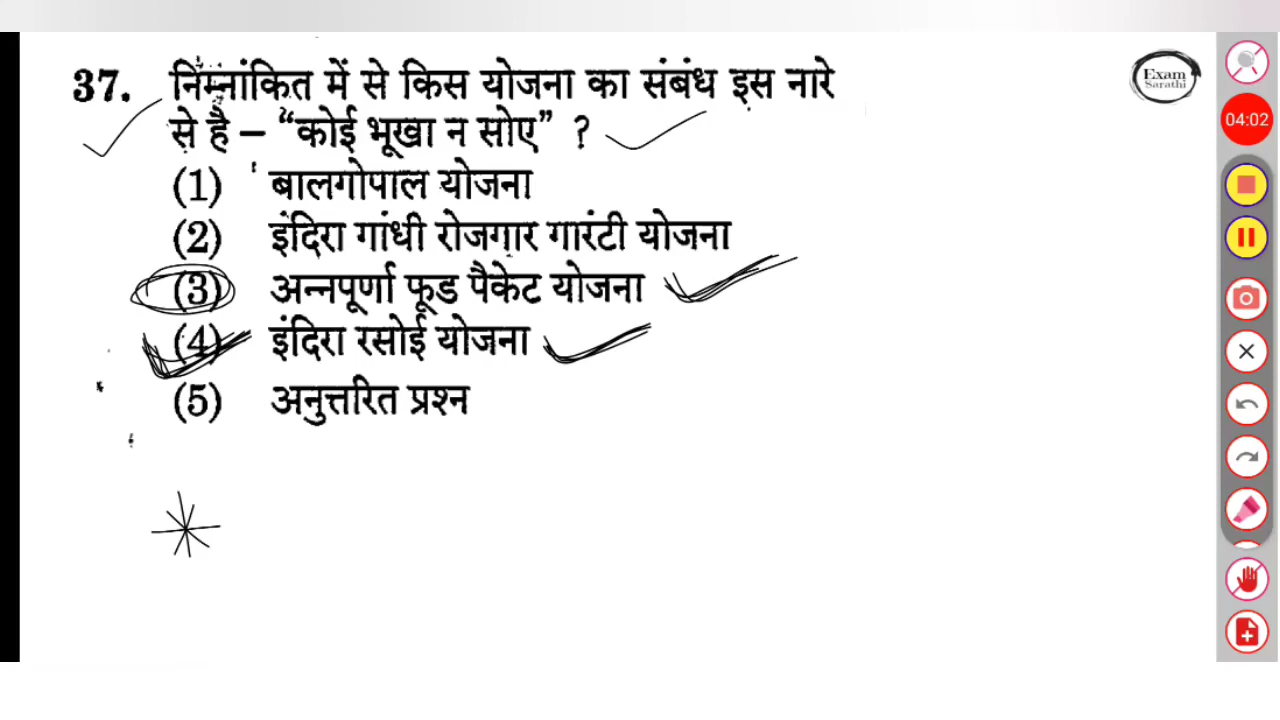 37. निम्नांकित में से किस योजना का संबंध इस नारे
से है – “कोई भूखा न सोए” ?
(1) बालगोपाल योजना
(2) इंदिरा गांधी रोजगार गारंटी योजना
(3) अन्नपूर्णा फूड पैकेट योजना
(4) इंदिरा रसोई योजना
(5) अनुत्तरित प्रश्न
Exam
Sarathi
04:02